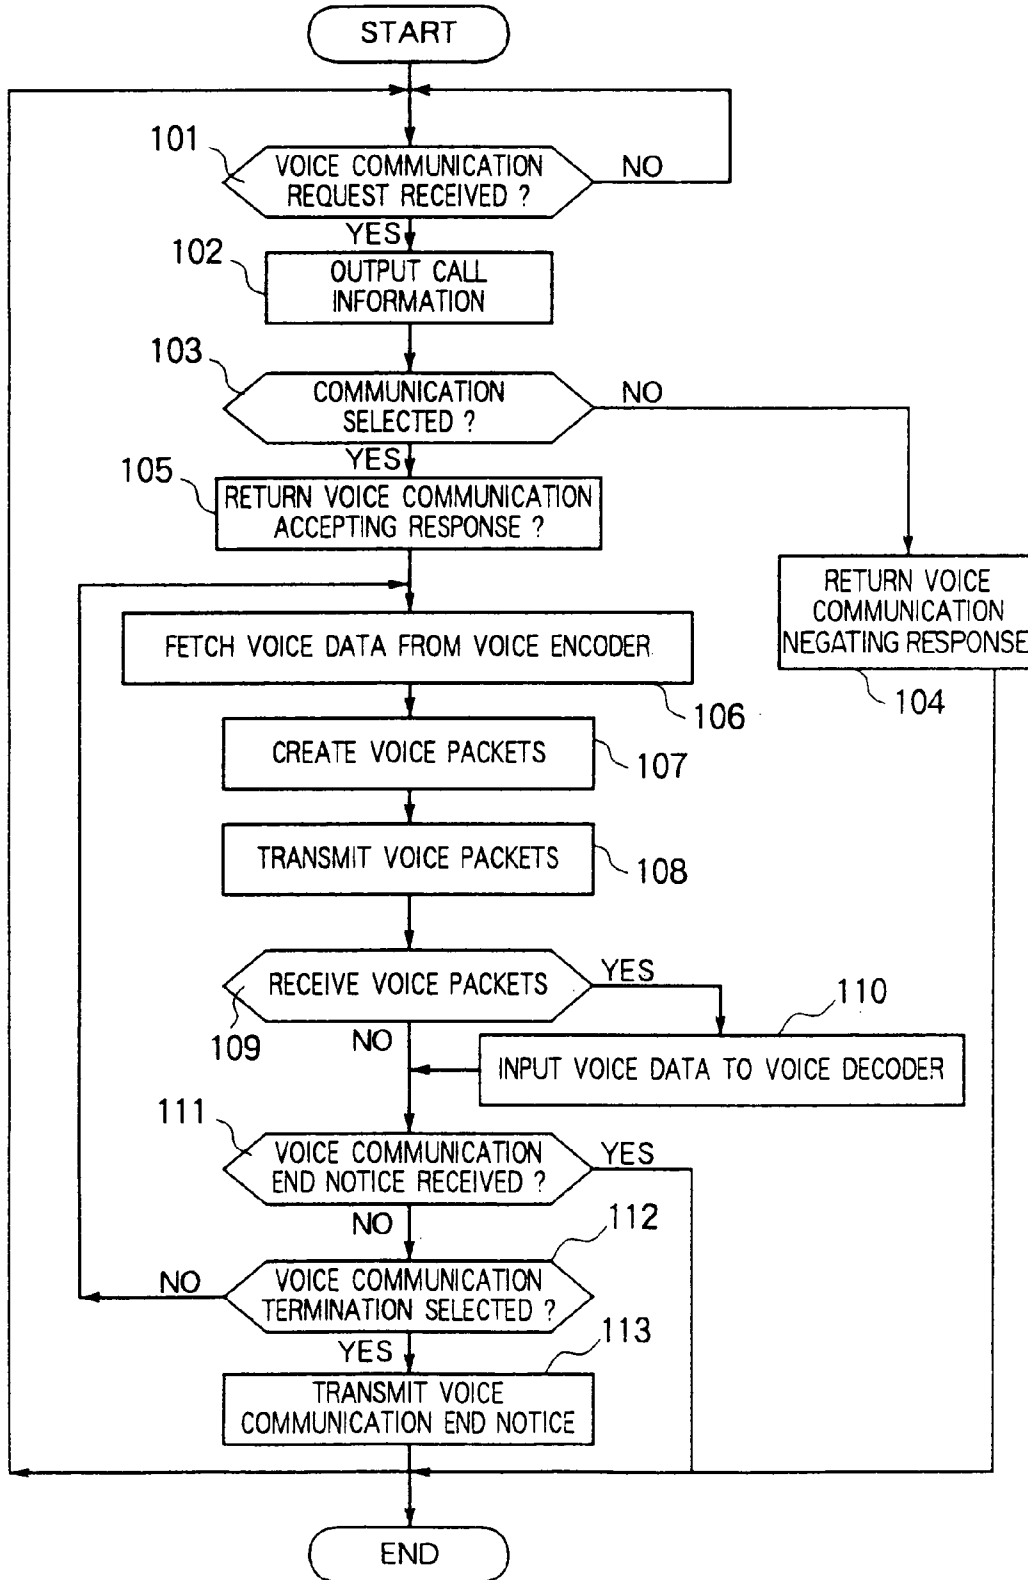 START
101
VOICE COMMUNICATION
REQUEST RECEIVED ?
NO
YES
102
OUTPUT CALL
INFORMATION
103
COMMUNICATION
SELECTED ?
NO
YES
105
RETURN VOICE COMMUNICATION
ACCEPTING RESPONSE ?
RETURN VOICE
COMMUNICATION
NEGATING RESPONSE
104
FETCH VOICE DATA FROM VOICE ENCODER
106
CREATE VOICE PACKETS
107
TRANSMIT VOICE PACKETS
108
RECEIVE VOICE PACKETS
YES
109
NO
110
INPUT VOICE DATA TO VOICE DECODER
111
VOICE COMMUNICATION
END NOTICE RECEIVED ?
YES
NO
112
VOICE COMMUNICATION
TERMINATION SELECTED ?
NO
YES
113
TRANSMIT VOICE
COMMUNICATION END NOTICE
END